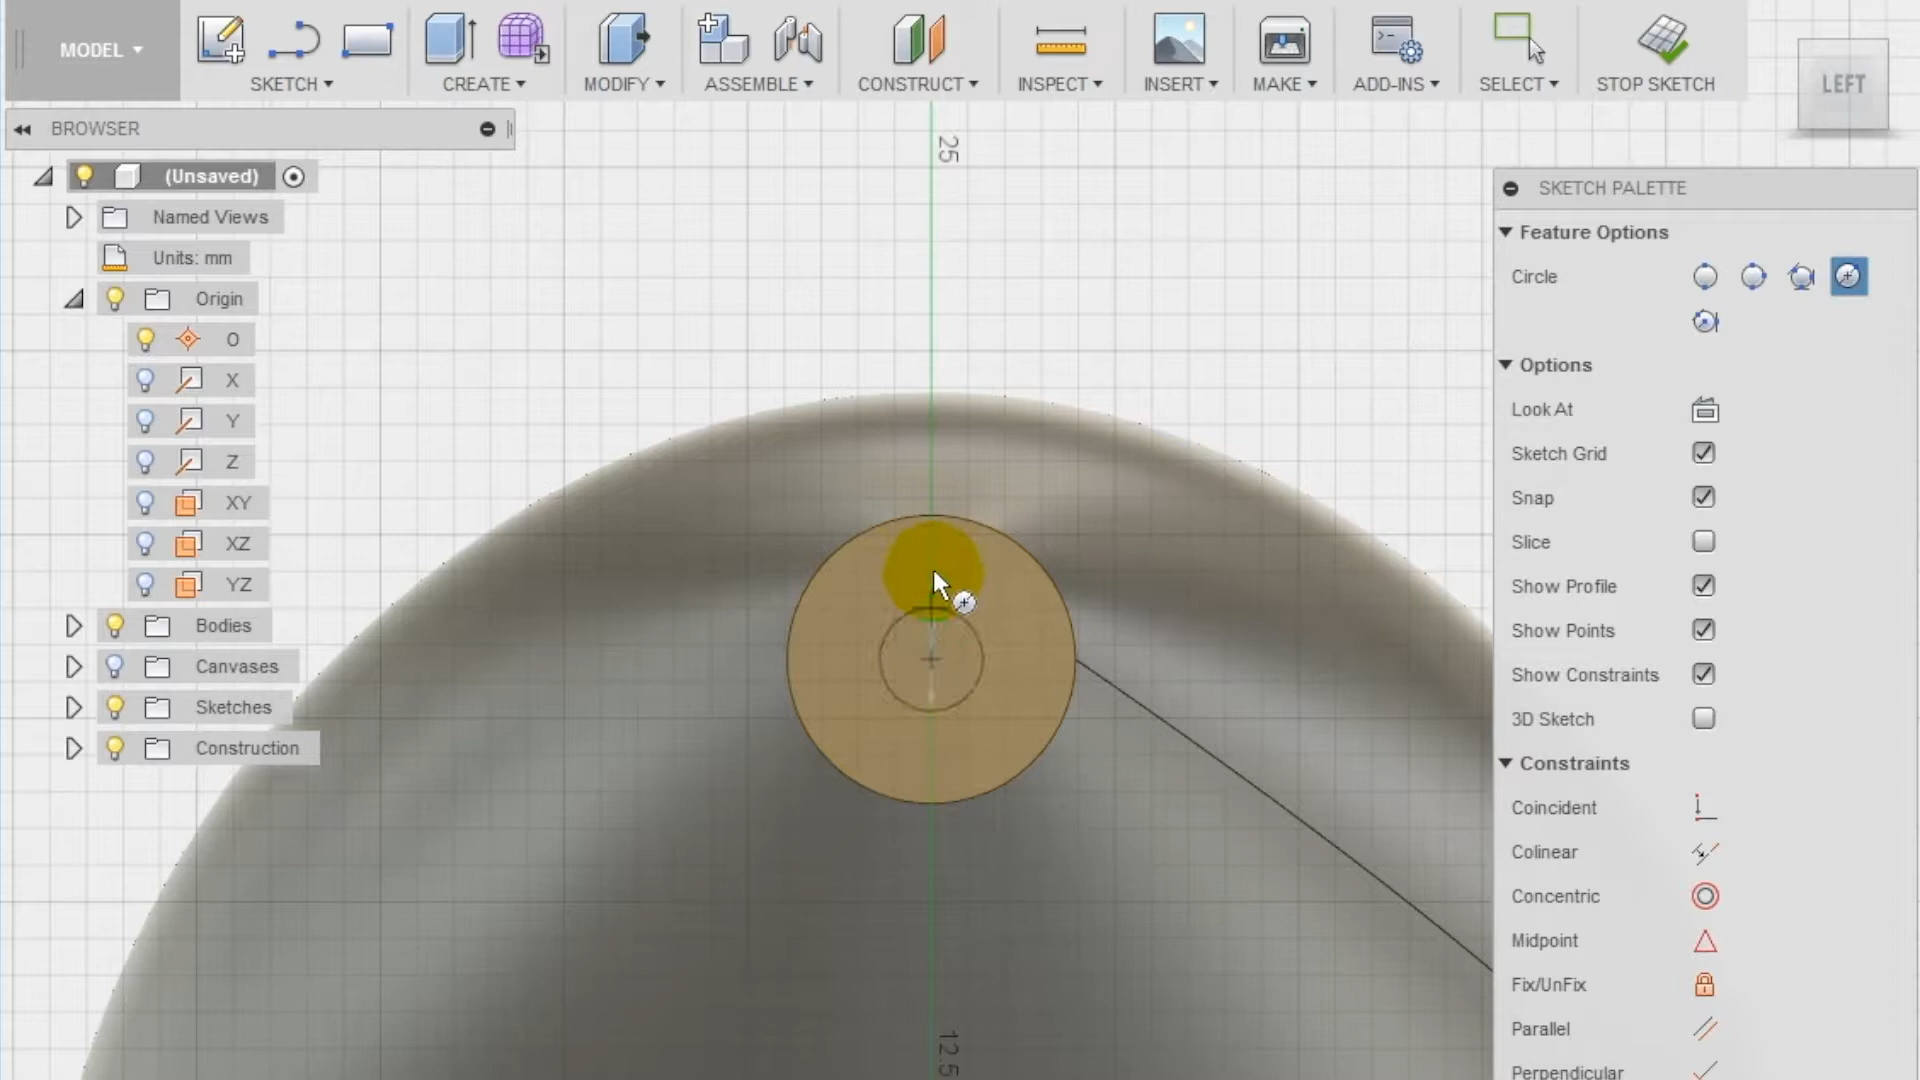 MODEL
SKETCH
CREATE
MODIFY
ASSEMBLE
CONSTRUCT
INSPECT
INSERT
MAKE
ADD-INS
SELECT
STOP SKETCH
LEFT
BROWSER
(Unsaved)
Named Views
Units: mm
Origin
O
X
Y
Z
XY
XZ
YZ
Bodies
Canvases
Sketches
Construction
25
12.5
SKETCH PALETTE
Feature Options
Circle
Options
Look At
Sketch Grid
Snap
Slice
Show Profile
Show Points
Show Constraints
3D Sketch
Constraints
Coincident
Colinear
Concentric
Midpoint
Fix/UnFix
Parallel
Perpendicular